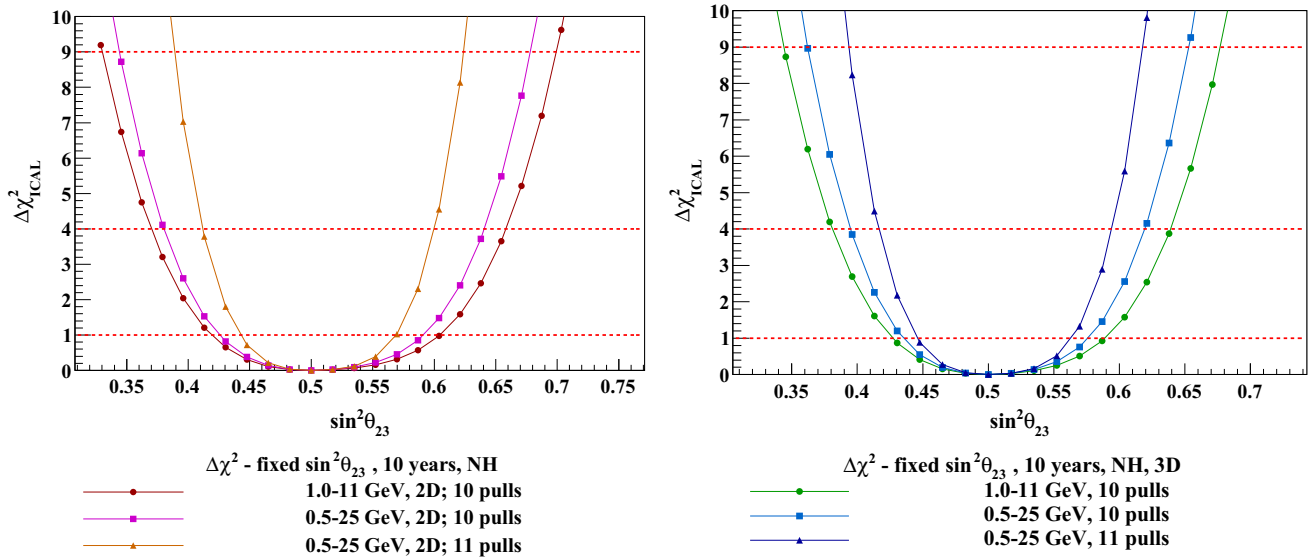 Δχ²ICAL
10
9
8
7
6
5
4
3
2
1
0
0.35 0.4 0.45 0.5 0.55 0.6 0.65 0.7 0.75
sin²θ23
Δχ² - fixed sin²θ23 , 10 years, NH
1.0-11 GeV, 2D; 10 pulls
0.5-25 GeV, 2D; 10 pulls
0.5-25 GeV, 2D; 11 pulls
Δχ²ICAL
10
9
8
7
6
5
4
3
2
1
0
0.35 0.4 0.45 0.5 0.55 0.6 0.65 0.7
sin²θ23
Δχ² - fixed sin²θ23 , 10 years, NH, 3D
1.0-11 GeV, 10 pulls
0.5-25 GeV, 10 pulls
0.5-25 GeV, 11 pulls